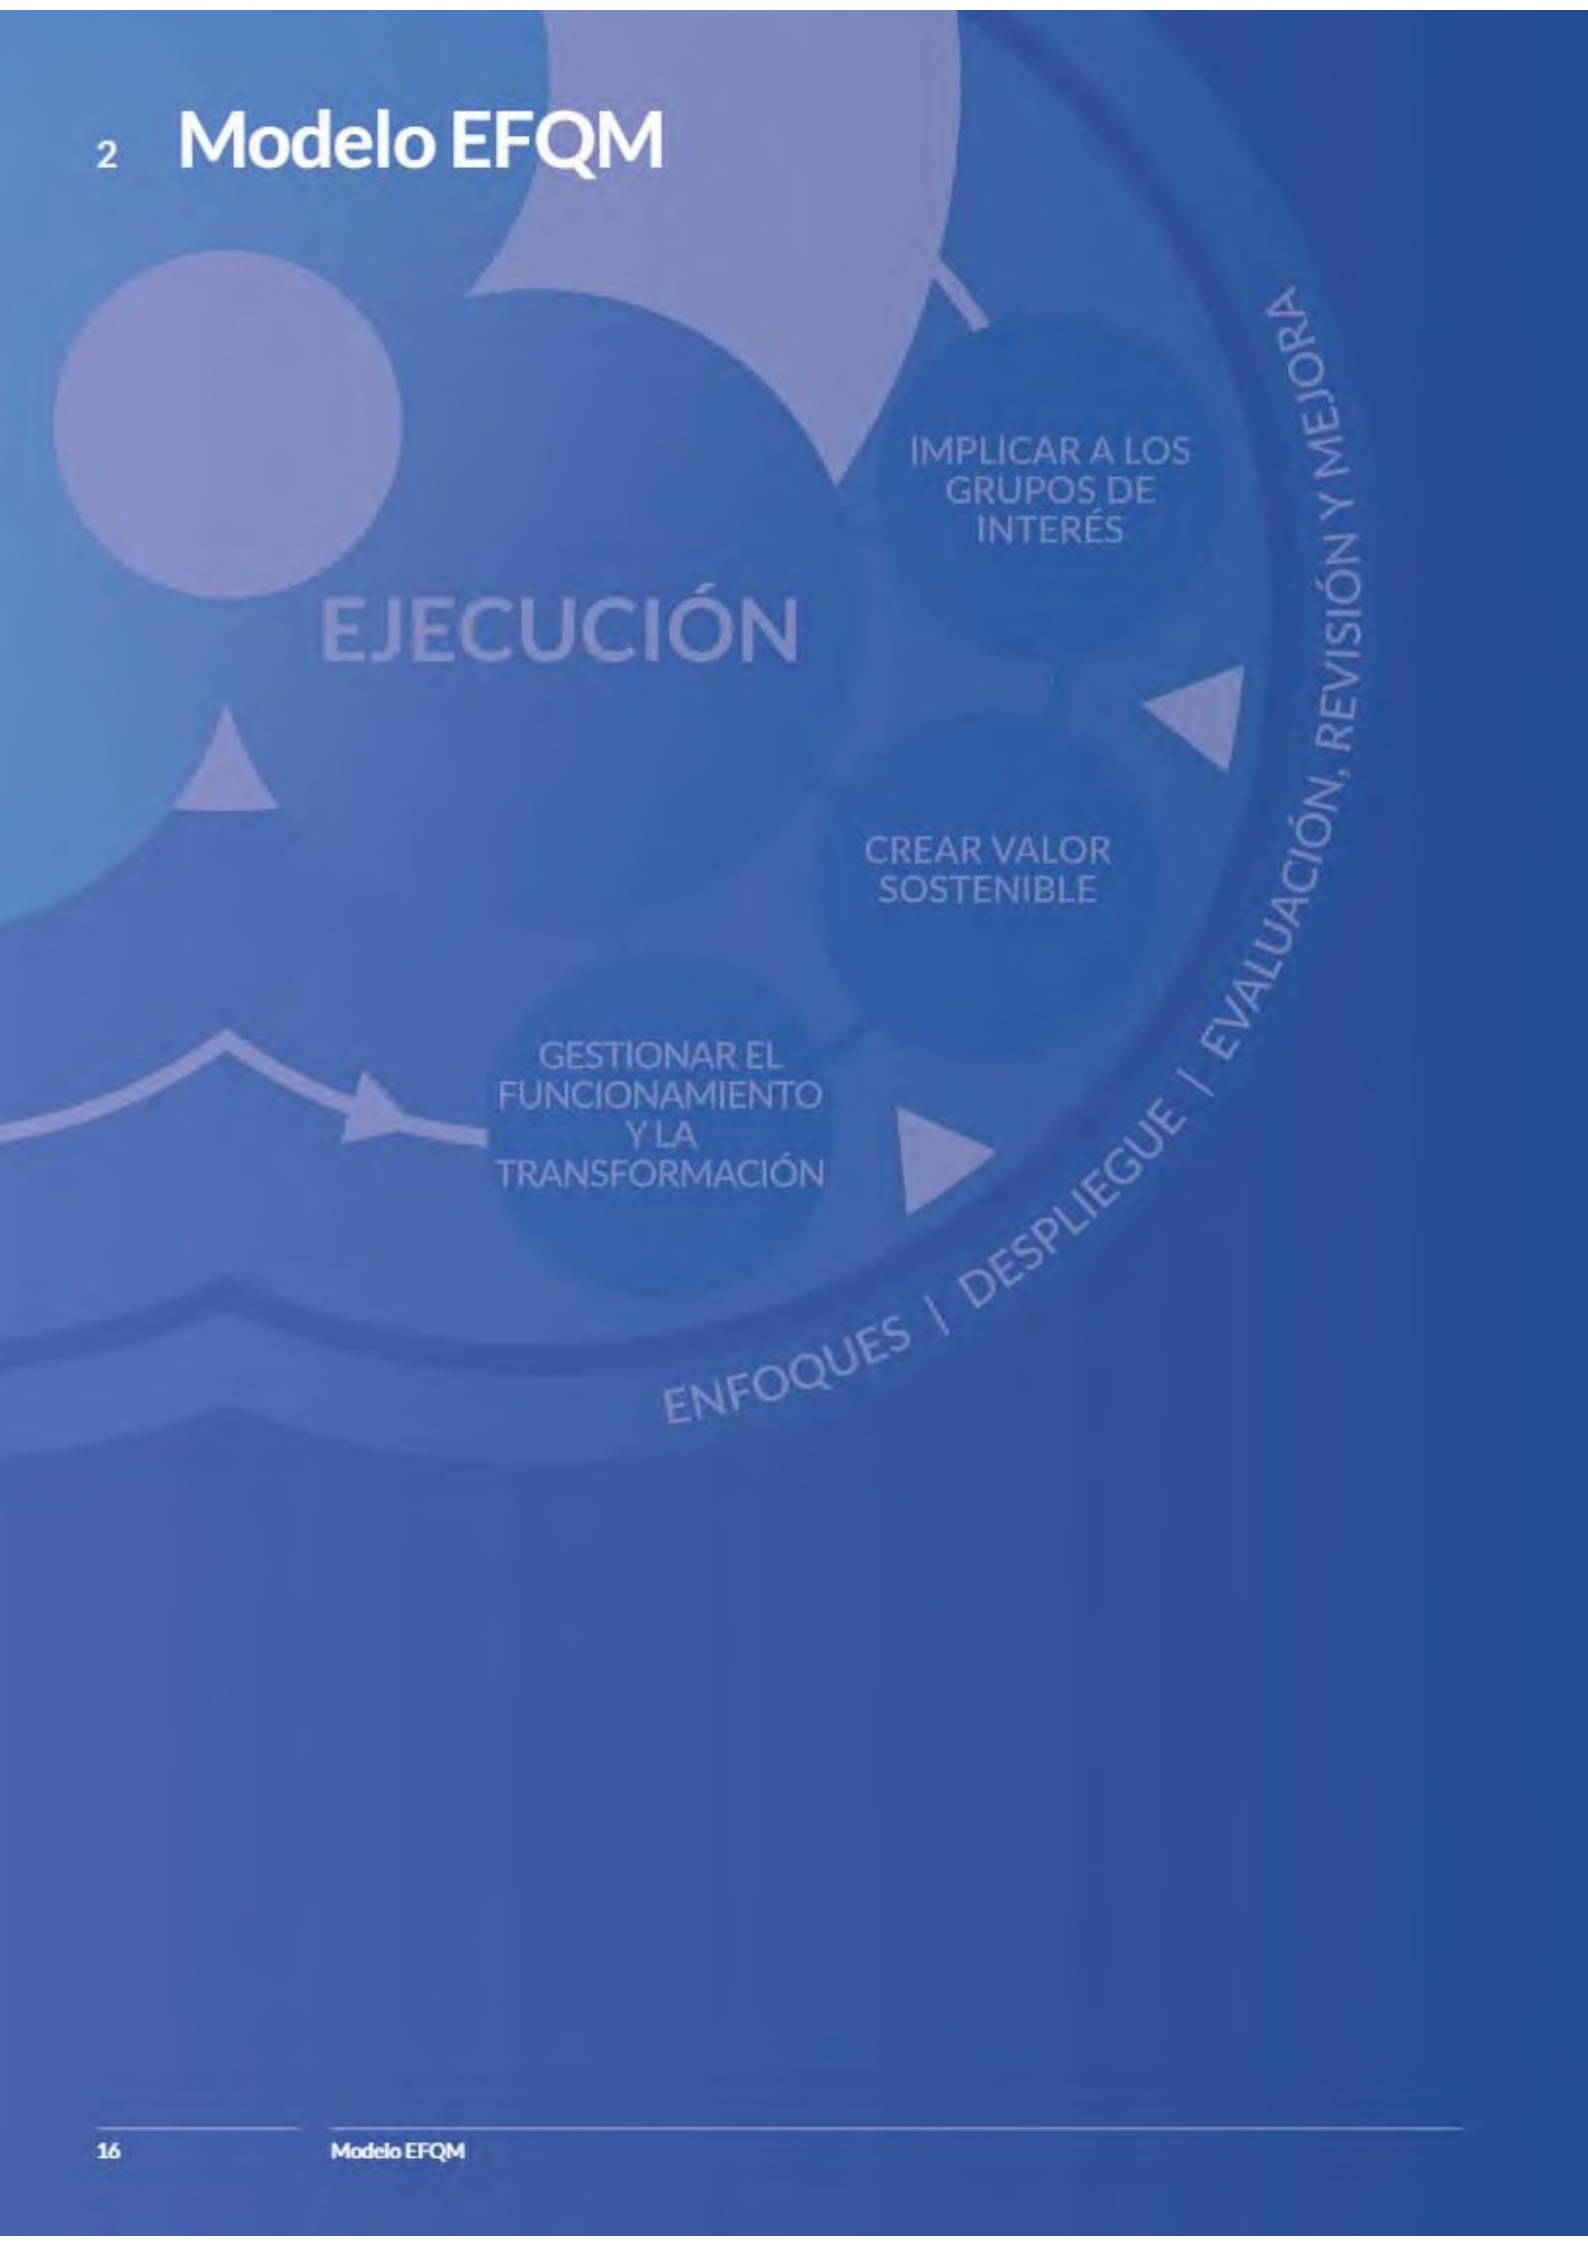 2 Modelo EFQM
IMPLICAR A LOS
GRUPOS DE
INTERÉS
EJECUCIÓN
CREAR VALOR
SOSTENIBLE
GESTIONAR EL
FUNCIONAMIENTO
Y LA
TRANSFORMACIÓN
ENFOQUES | DESPLIEGUE | EVALUACIÓN, REVISIÓN Y MEJORA
16 Modelo EFQM